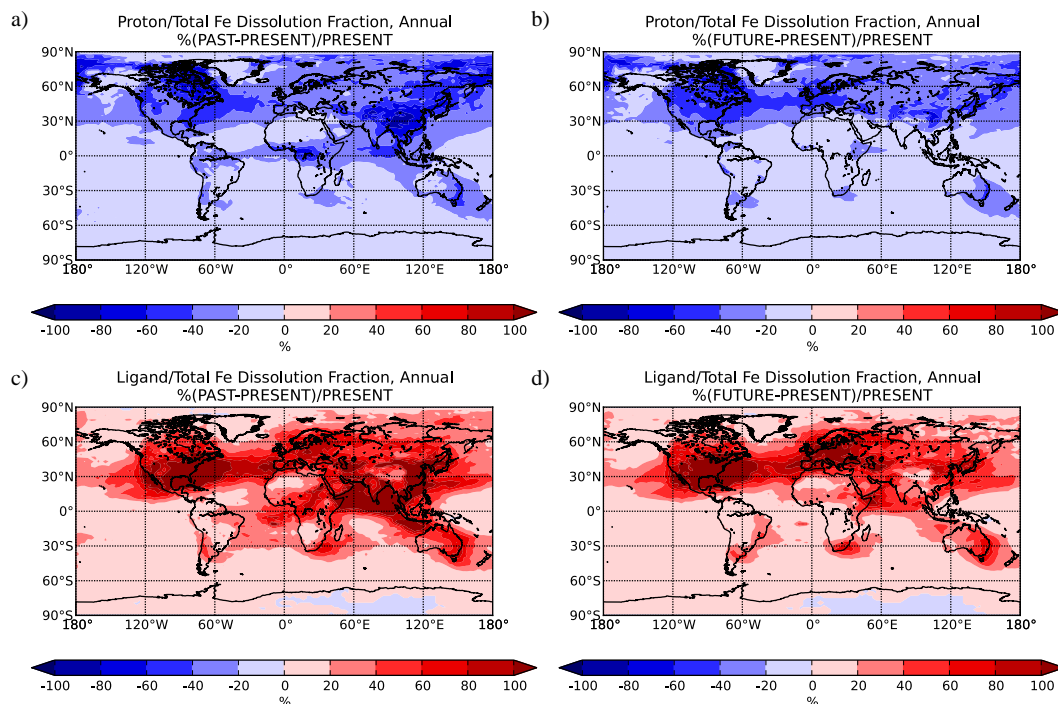 a)
Proton/Total Fe Dissolution Fraction, Annual
%(PAST-PRESENT)/PRESENT
90°N
60°N
30°N
0°
30°S
60°S
90°S
180° 120°W 60°W 0° 60°E 120°E 180°
-100 -80 -60 -40 -20 0 20 40 60 80 100
%
b)
Proton/Total Fe Dissolution Fraction, Annual
%(FUTURE-PRESENT)/PRESENT
90°N
60°N
30°N
0°
30°S
60°S
90°S
180° 120°W 60°W 0° 60°E 120°E 180°
-100 -80 -60 -40 -20 0 20 40 60 80 100
%
c)
Ligand/Total Fe Dissolution Fraction, Annual
%(PAST-PRESENT)/PRESENT
90°N
60°N
30°N
0°
30°S
60°S
90°S
180° 120°W 60°W 0° 60°E 120°E 180°
-100 -80 -60 -40 -20 0 20 40 60 80 100
%
d)
Ligand/Total Fe Dissolution Fraction, Annual
%(FUTURE-PRESENT)/PRESENT
90°N
60°N
30°N
0°
30°S
60°S
90°S
180° 120°W 60°W 0° 60°E 120°E 180°
-100 -80 -60 -40 -20 0 20 40 60 80 100
%